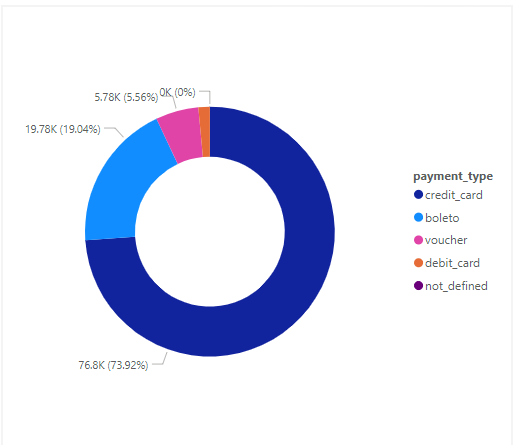 0K (0%)
5.78K (5.56%)
19.78K (19.04%)
76.8K (73.92%)
payment_type
credit_card
boleto
voucher
debit_card
not_defined